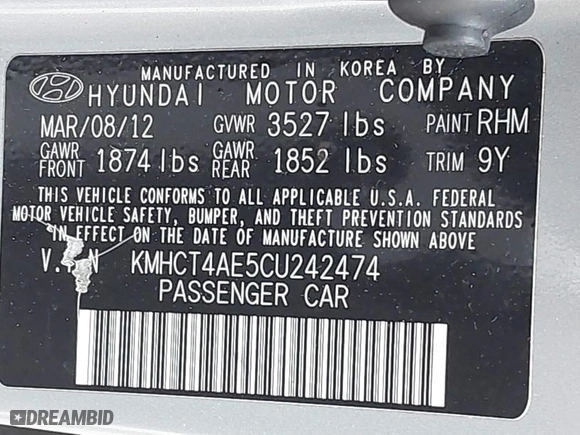 MANUFACTURED IN KOREA BY
HYUNDAI MOTOR COMPANY
MAR/08/12 GVWR 3527 lbs PAINT RHM
GAWR FRONT 1874 lbs GAWR REAR 1852 lbs TRIM 9Y
THIS VEHICLE CONFORMS TO ALL APPLICABLE U.S.A. FEDERAL
MOTOR VEHICLE SAFETY, BUMPER, AND THEFT PREVENTION STANDARDS
IN EFFECT ON THE DATE OF MANUFACTURE SHOWN ABOVE
V.I.N KMHCT4AE5CU242474
PASSENGER CAR
DREAMBID